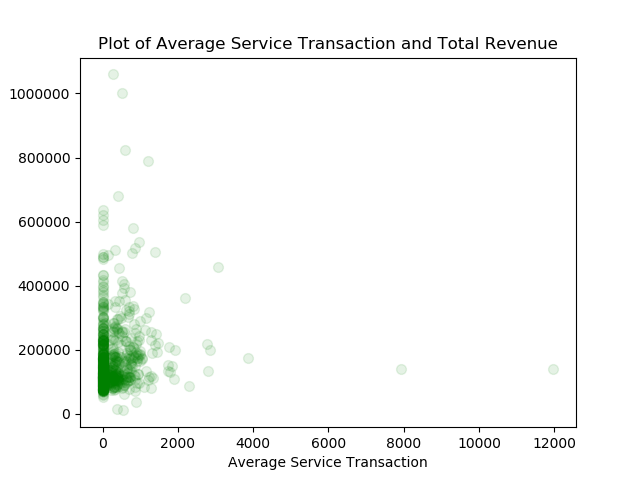 Plot of Average Service Transaction and Total Revenue
1000000
800000
600000
400000
200000
0
0 2000 4000 6000 8000 10000 12000
Average Service Transaction